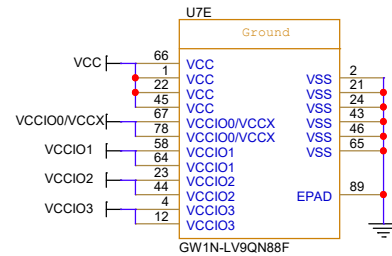 U7E
Ground
VCC 66 VCC
1 VCC VSS 2
22 VCC VSS 21
45 VCC VSS 24
VCCIO0/VCCX 67 VCCIO0/VCCX VSS 43
78 VCCIO0/VCCX VSS 46
VCCIO1 58 VCCIO1 VSS 65
64 VCCIO1
VCCIO2 23 VCCIO2
44 VCCIO2 EPAD 89
VCCIO3 4 VCCIO3
12 VCCIO3
GW1N-LV9QN88F